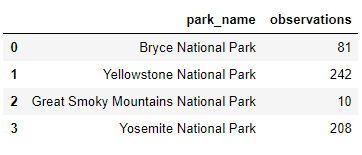 park_name observations
0 Bryce National Park 81
1 Yellowstone National Park 242
2 Great Smoky Mountains National Park 10
3 Yosemite National Park 208